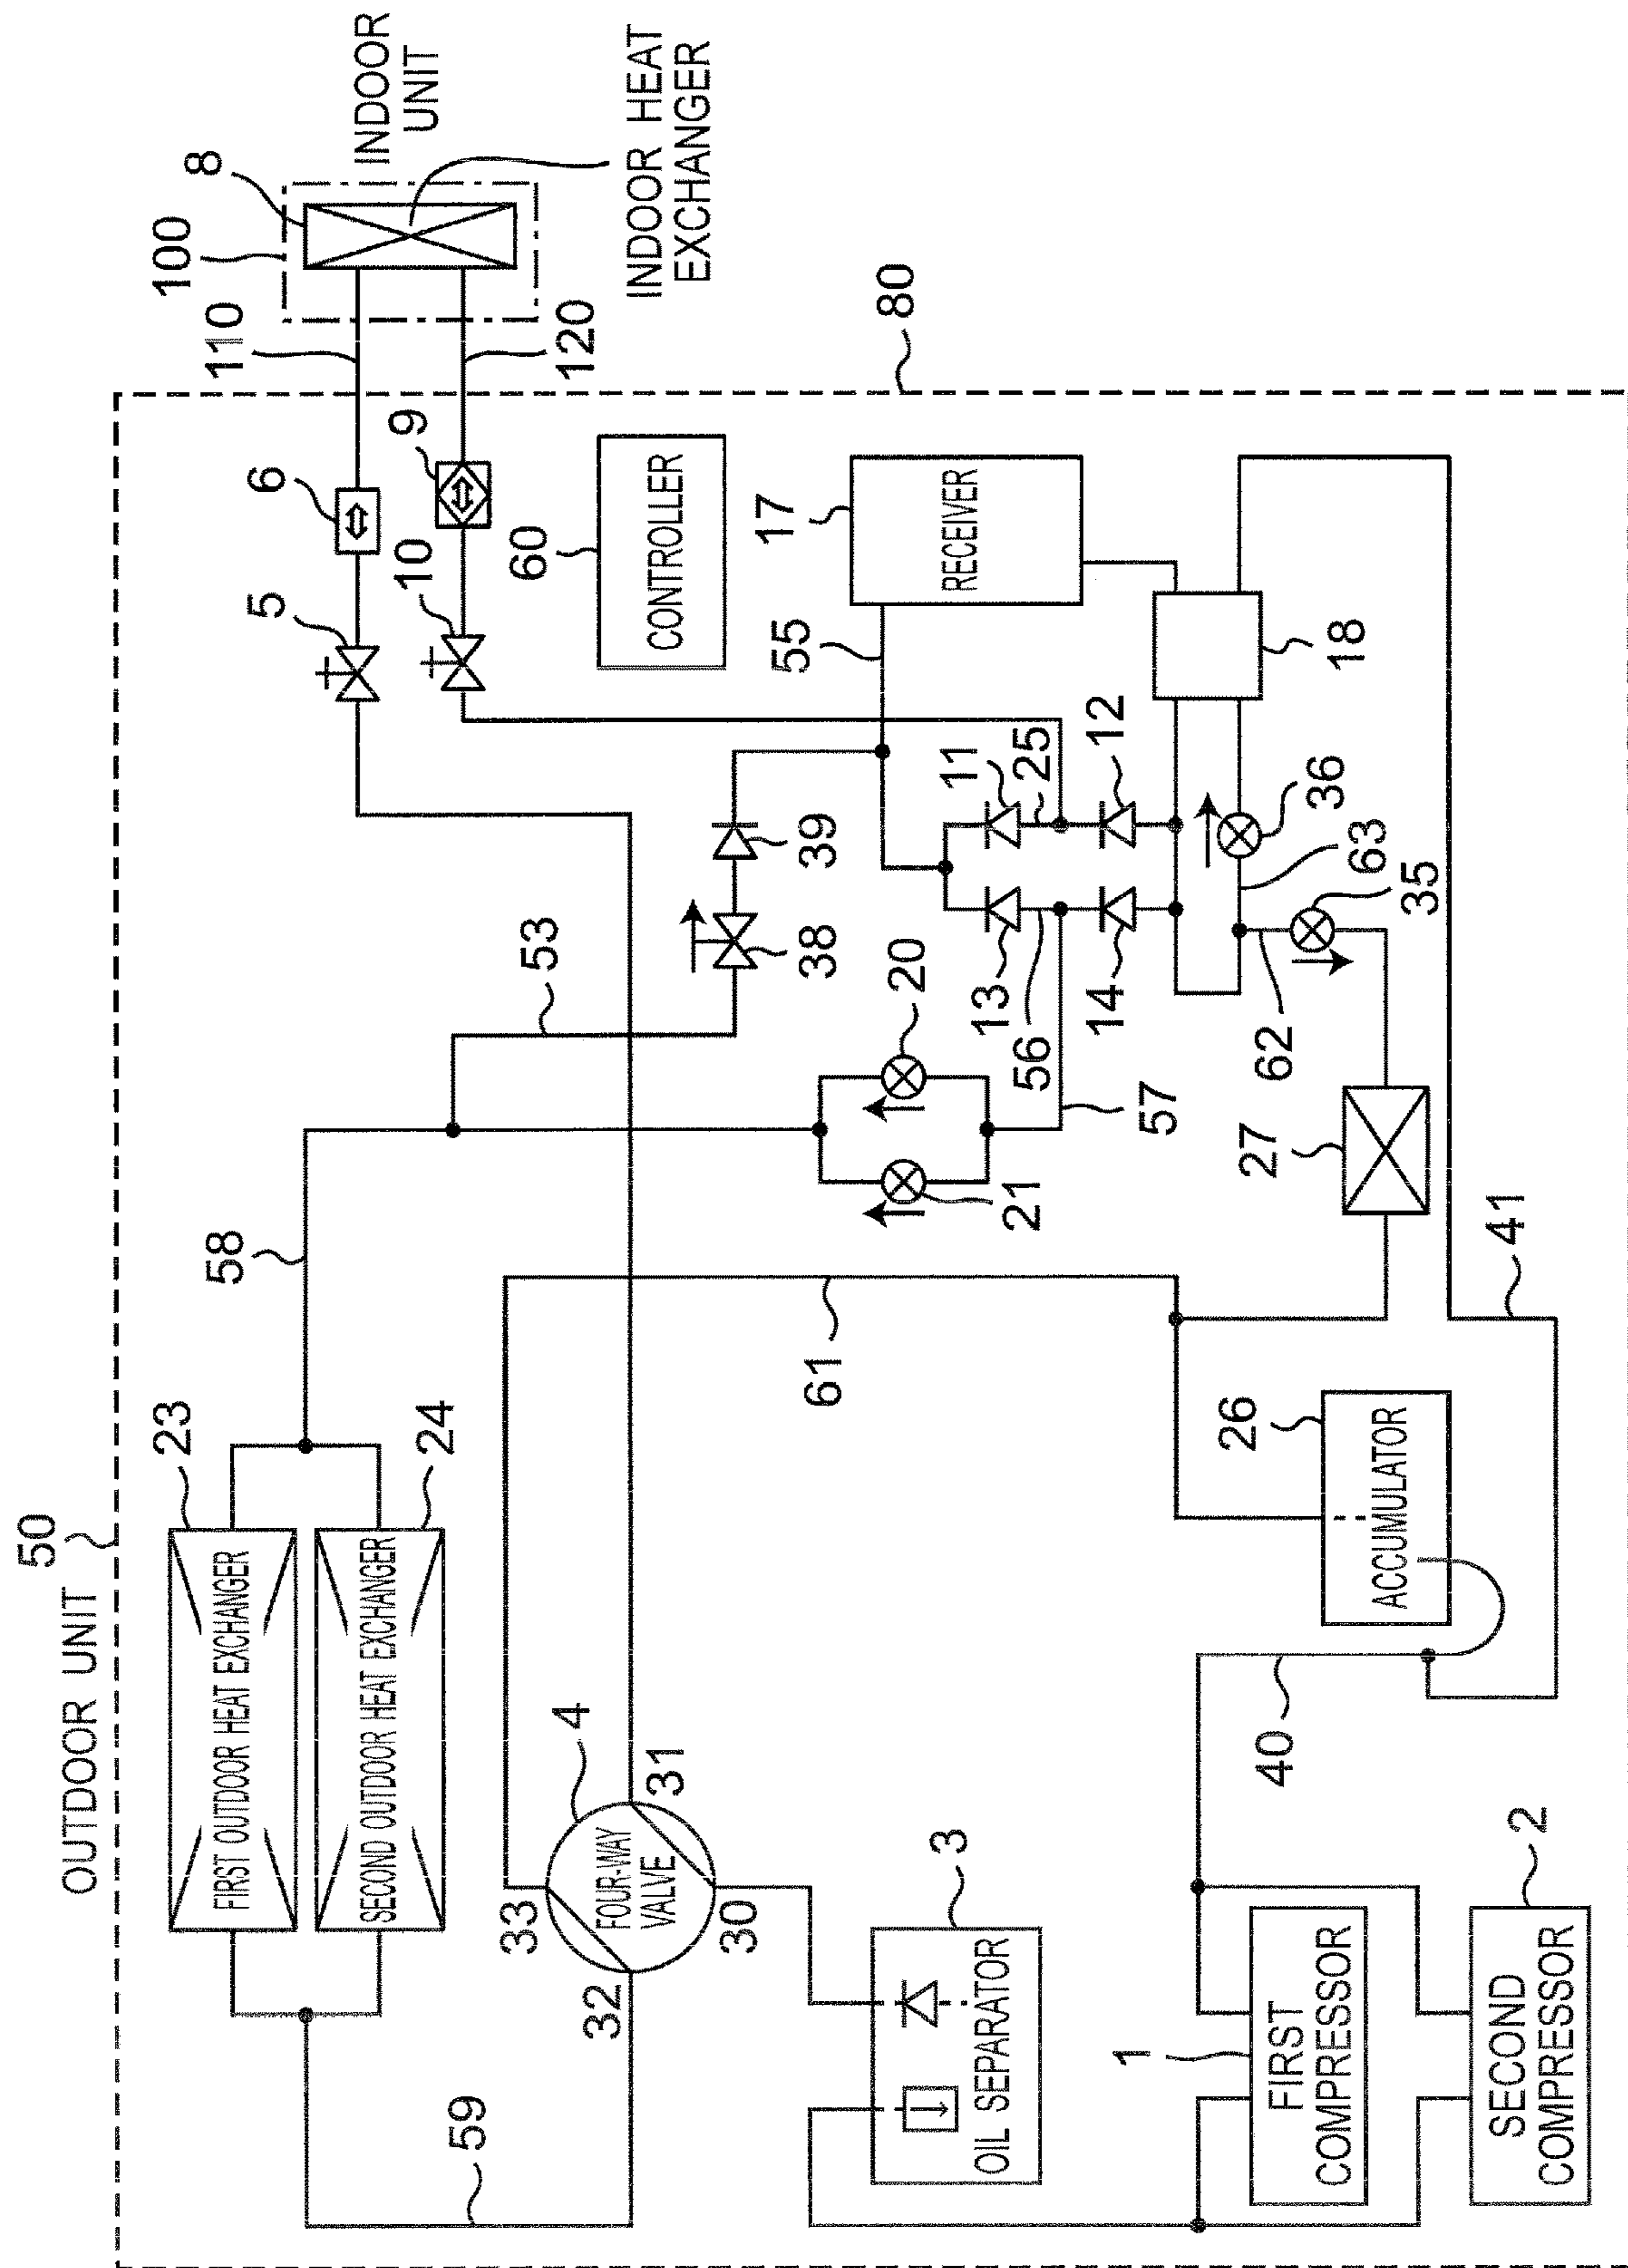 50
OUTDOOR UNIT
23
FIRST OUTDOOR HEAT EXCHANGER
24
SECOND OUTDOOR HEAT EXCHANGER
59
58
53
4
FOUR-WAY
VALVE
33
31
32
30
3
OIL SEPARATOR
1
FIRST
COMPRESSOR
2
SECOND
COMPRESSOR
40
26
ACCUMULATOR
41
61
27
21
20
57
56
13
14
62
35
63
36
38
39
11
25
12
18
55
17
RECEIVER
60
CONTROLLER
5
6
10
9
80
110
120
100
8
INDOOR
UNIT
INDOOR HEAT
EXCHANGER